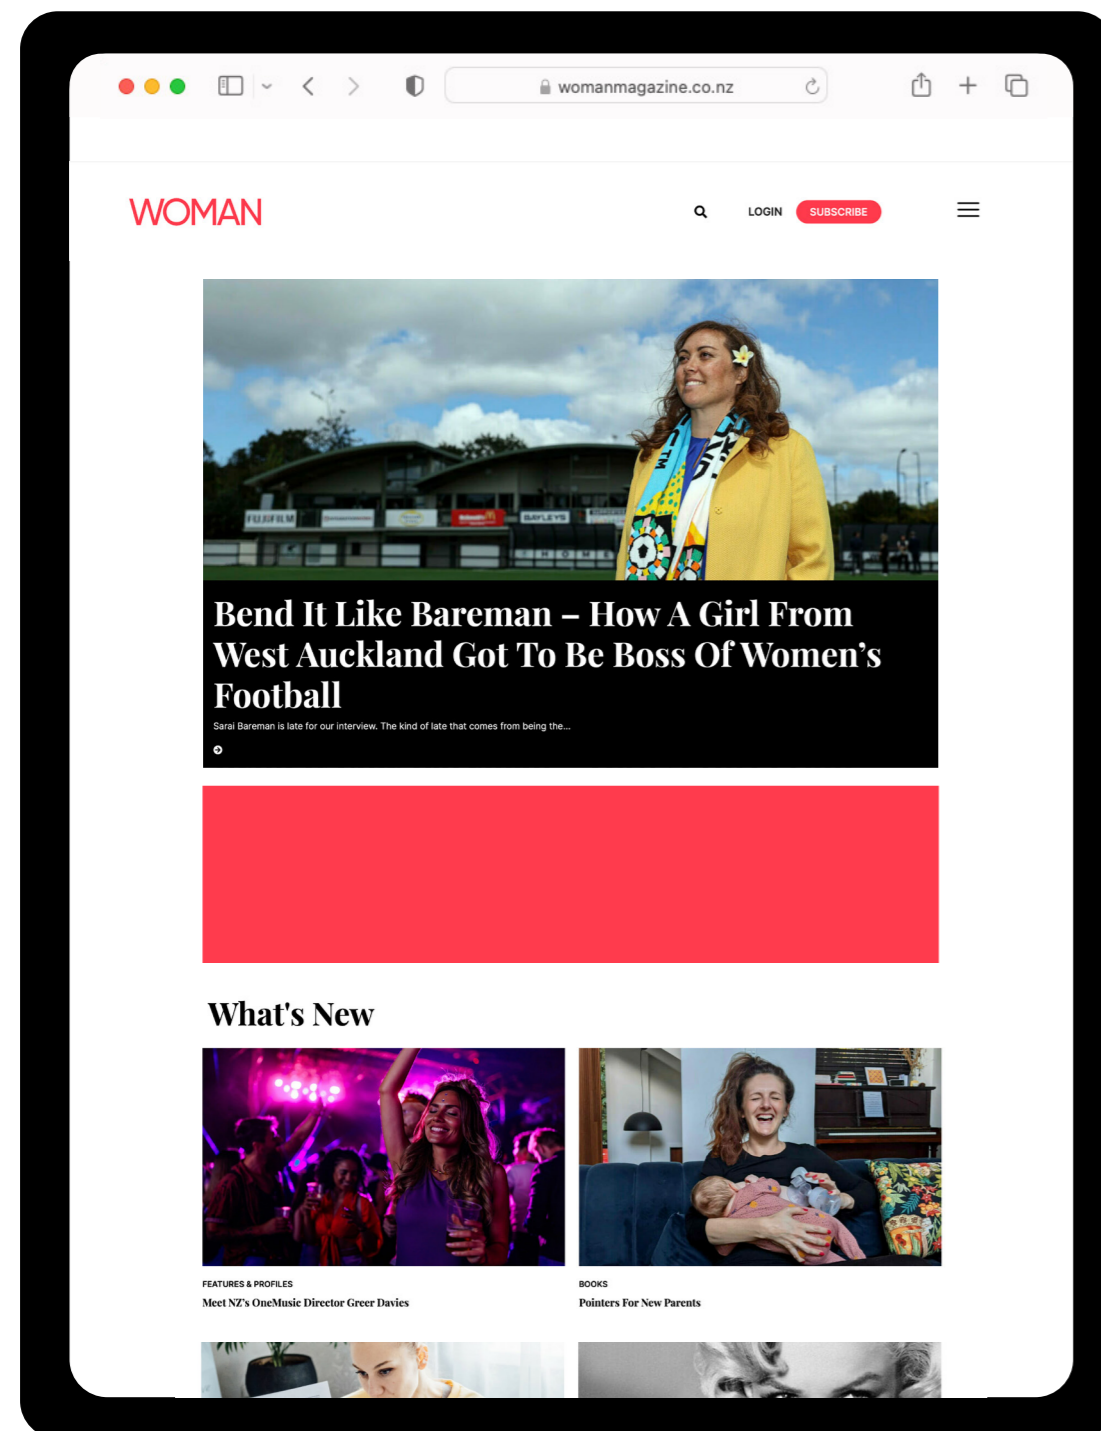 womanmagazine.co.nz
WOMAN
LOGIN
SUBSCRIBE
FUJIFILM
BAYLEYS
HOME
Bend It Like Bareman – How A Girl From
West Auckland Got To Be Boss Of Women’s
Football
Sarai Bareman is late for our interview. The kind of late that comes from being the...
What's New
FEATURES & PROFILES
Meet NZ’s OneMusic Director Greer Davies
BOOKS
Pointers For New Parents